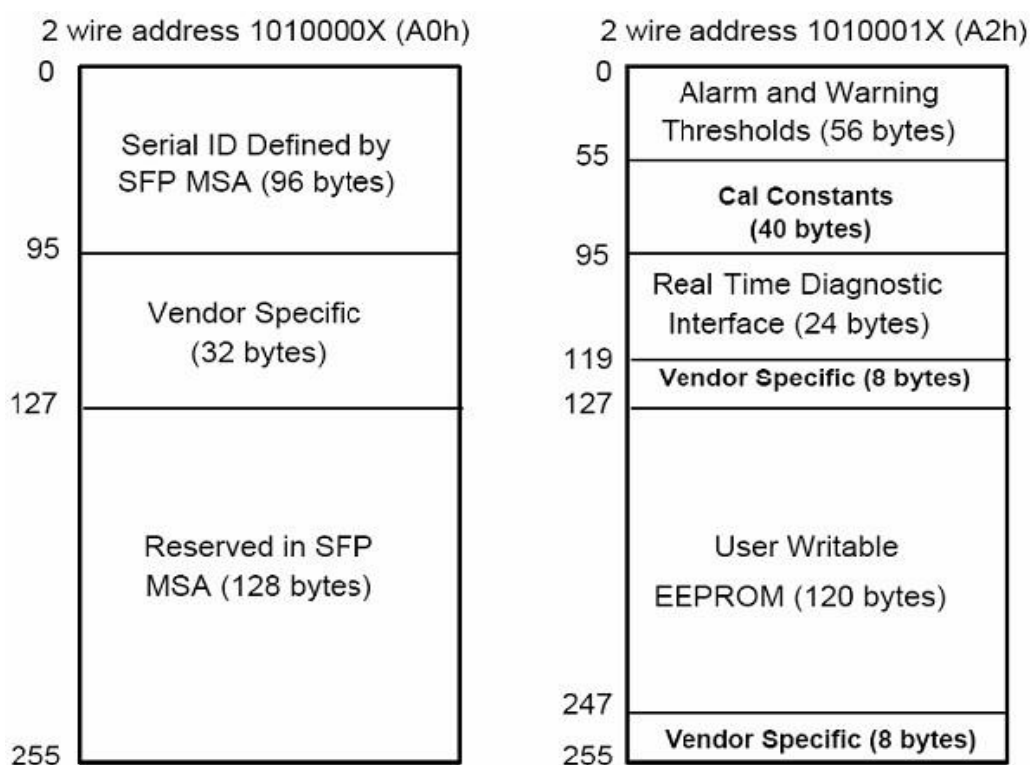 2 wire address 1010000X (A0h)
0
Serial ID Defined by
SFP MSA (96 bytes)
95
Vendor Specific
(32 bytes)
127
Reserved in SFP
MSA (128 bytes)
255
2 wire address 1010001X (A2h)
0
Alarm and Warning
Thresholds (56 bytes)
55
Cal Constants
(40 bytes)
95
Real Time Diagnostic
Interface (24 bytes)
119
Vendor Specific (8 bytes)
127
User Writable
EEPROM (120 bytes)
247
Vendor Specific (8 bytes)
255